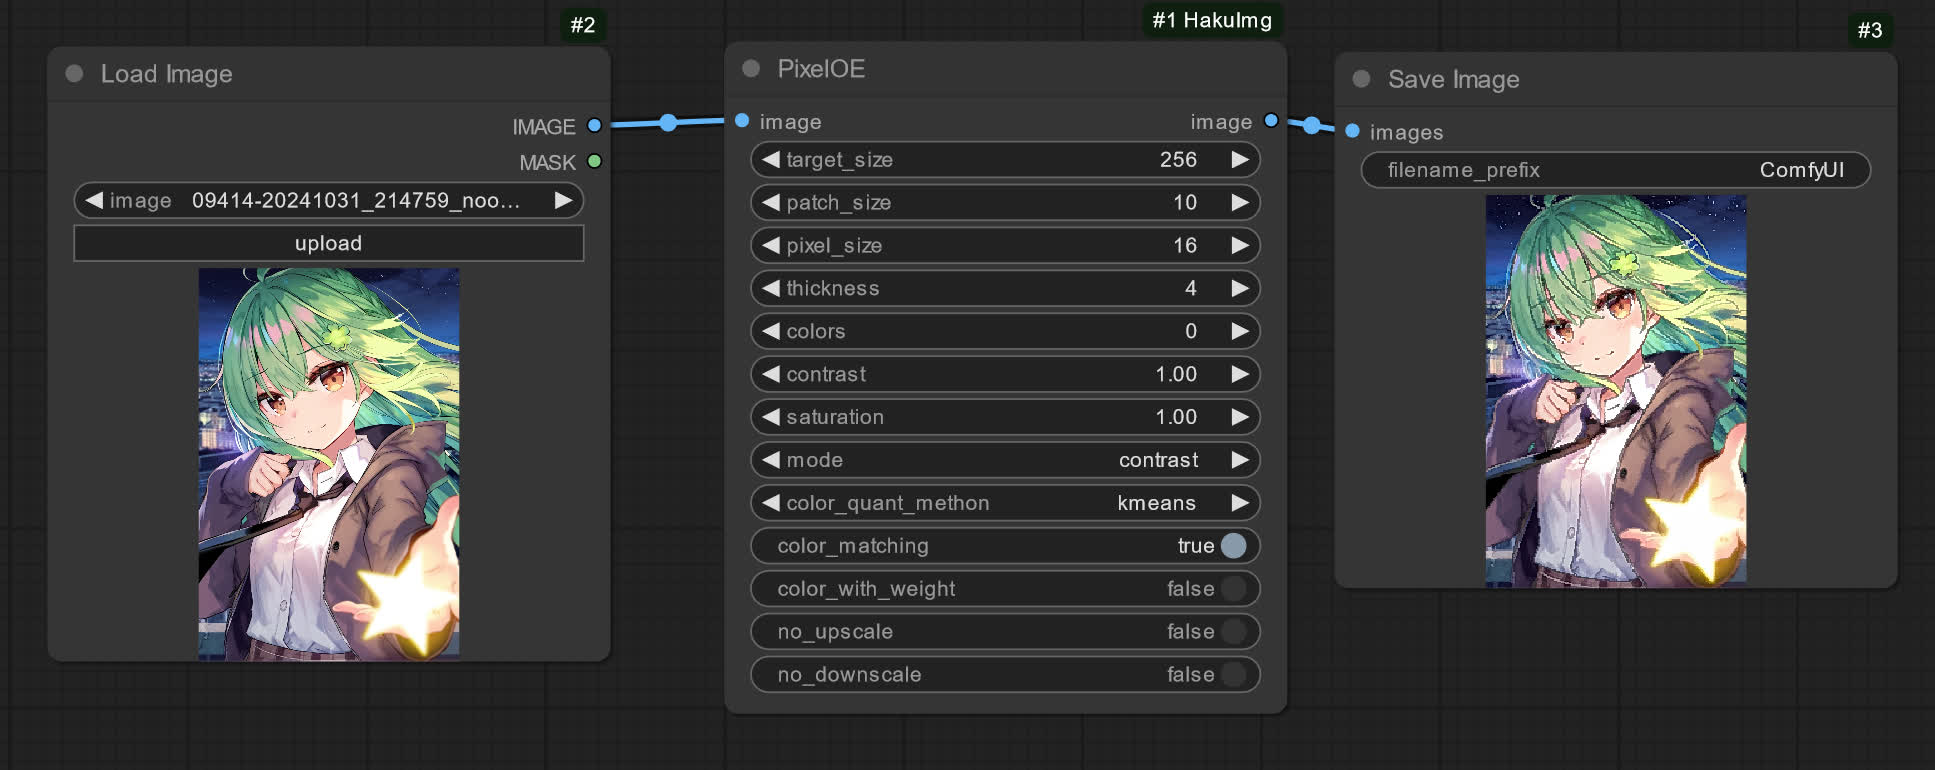 #2
Load Image
IMAGE
MASK
image 09414-20241031_214759_noo...
upload
#1 HakuImg
PixelOE
image image
target_size 256
patch_size 10
pixel_size 16
thickness 4
colors 0
contrast 1.00
saturation 1.00
mode contrast
color_quant_methon kmeans
color_matching true
color_with_weight false
no_upscale false
no_downscale false
#3
Save Image
images
filename_prefix ComfyUI